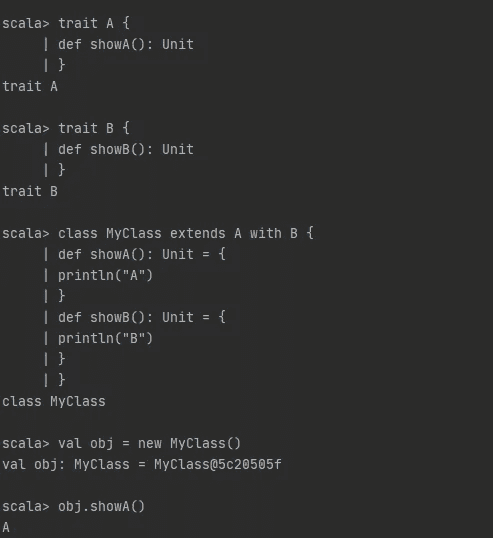 scala> trait A {
     | def showA(): Unit
     | }
trait A

scala> trait B {
     | def showB(): Unit
     | }
trait B

scala> class MyClass extends A with B {
     | def showA(): Unit = {
     | println("A")
     | }
     | def showB(): Unit = {
     | println("B")
     | }
     | }
class MyClass

scala> val obj = new MyClass()
val obj: MyClass = MyClass@5c20505f

scala> obj.showA()
A